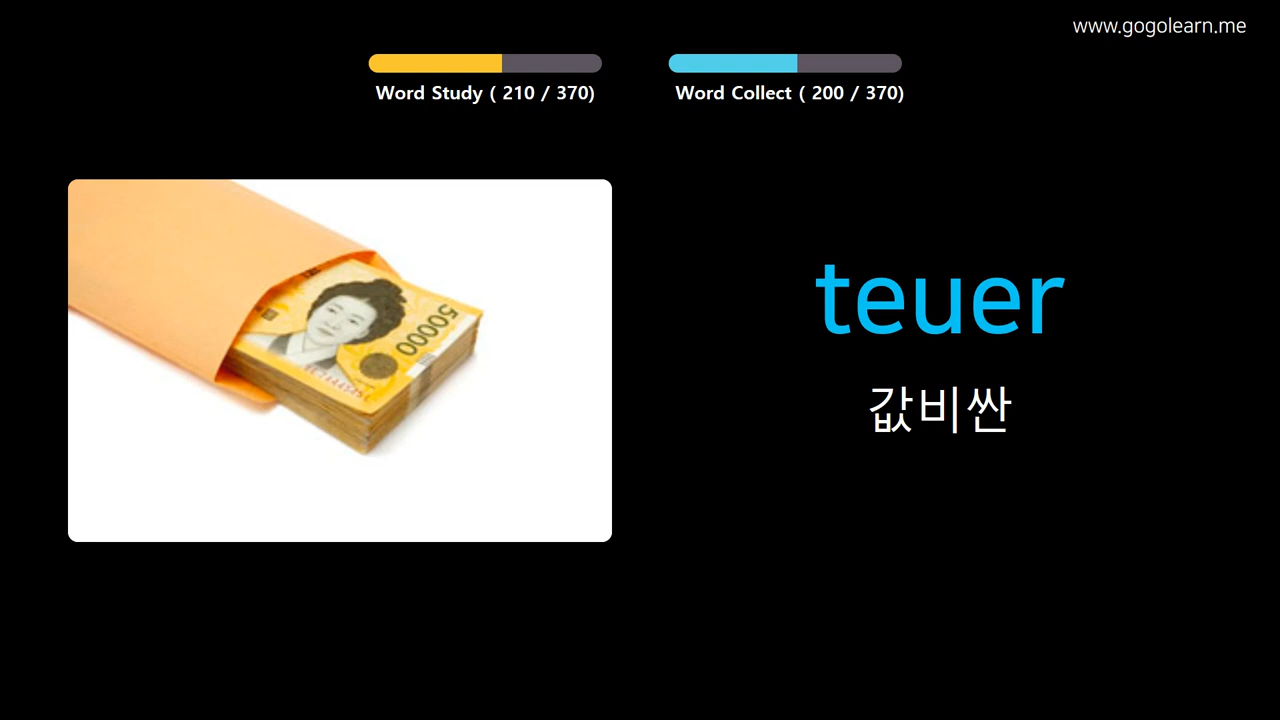 www.gogolearn.me
Word Study ( 210 / 370)
Word Collect ( 200 / 370)
50000
teuer
값비싼